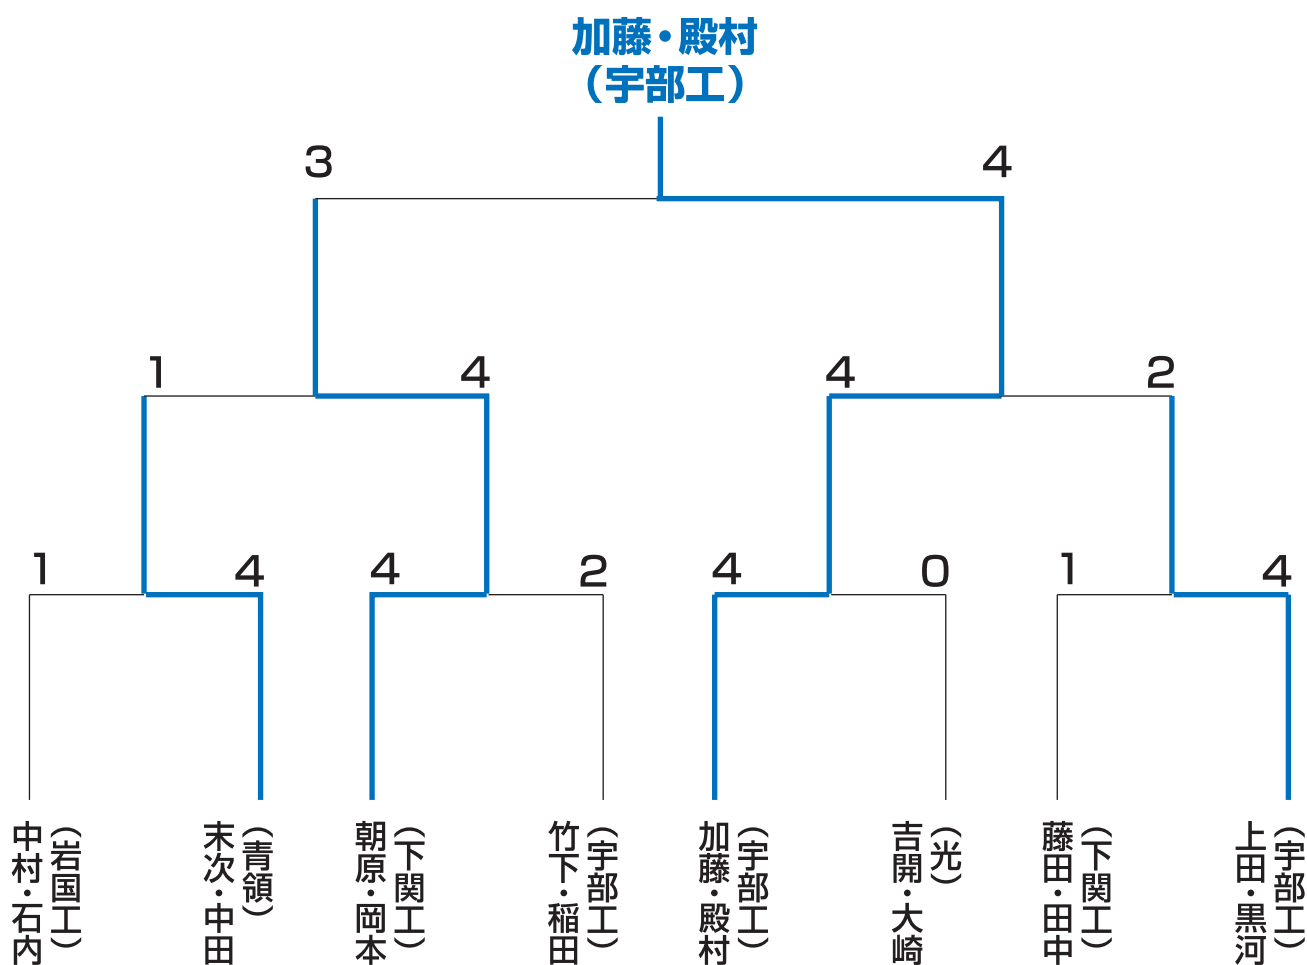 加藤・殿村
（宇部工）
3
4
1
4
4
2
1
4
4
2
4
0
1
4
中村・石内
（岩国工）
末次・中田
（青嶺）
朝原・岡本
（下関工）
竹下・稲田
（宇部工）
加藤・殿村
（宇部工）
吉開・大崎
（光）
藤田・田中
（下関工）
上田・黒河
（宇部工）